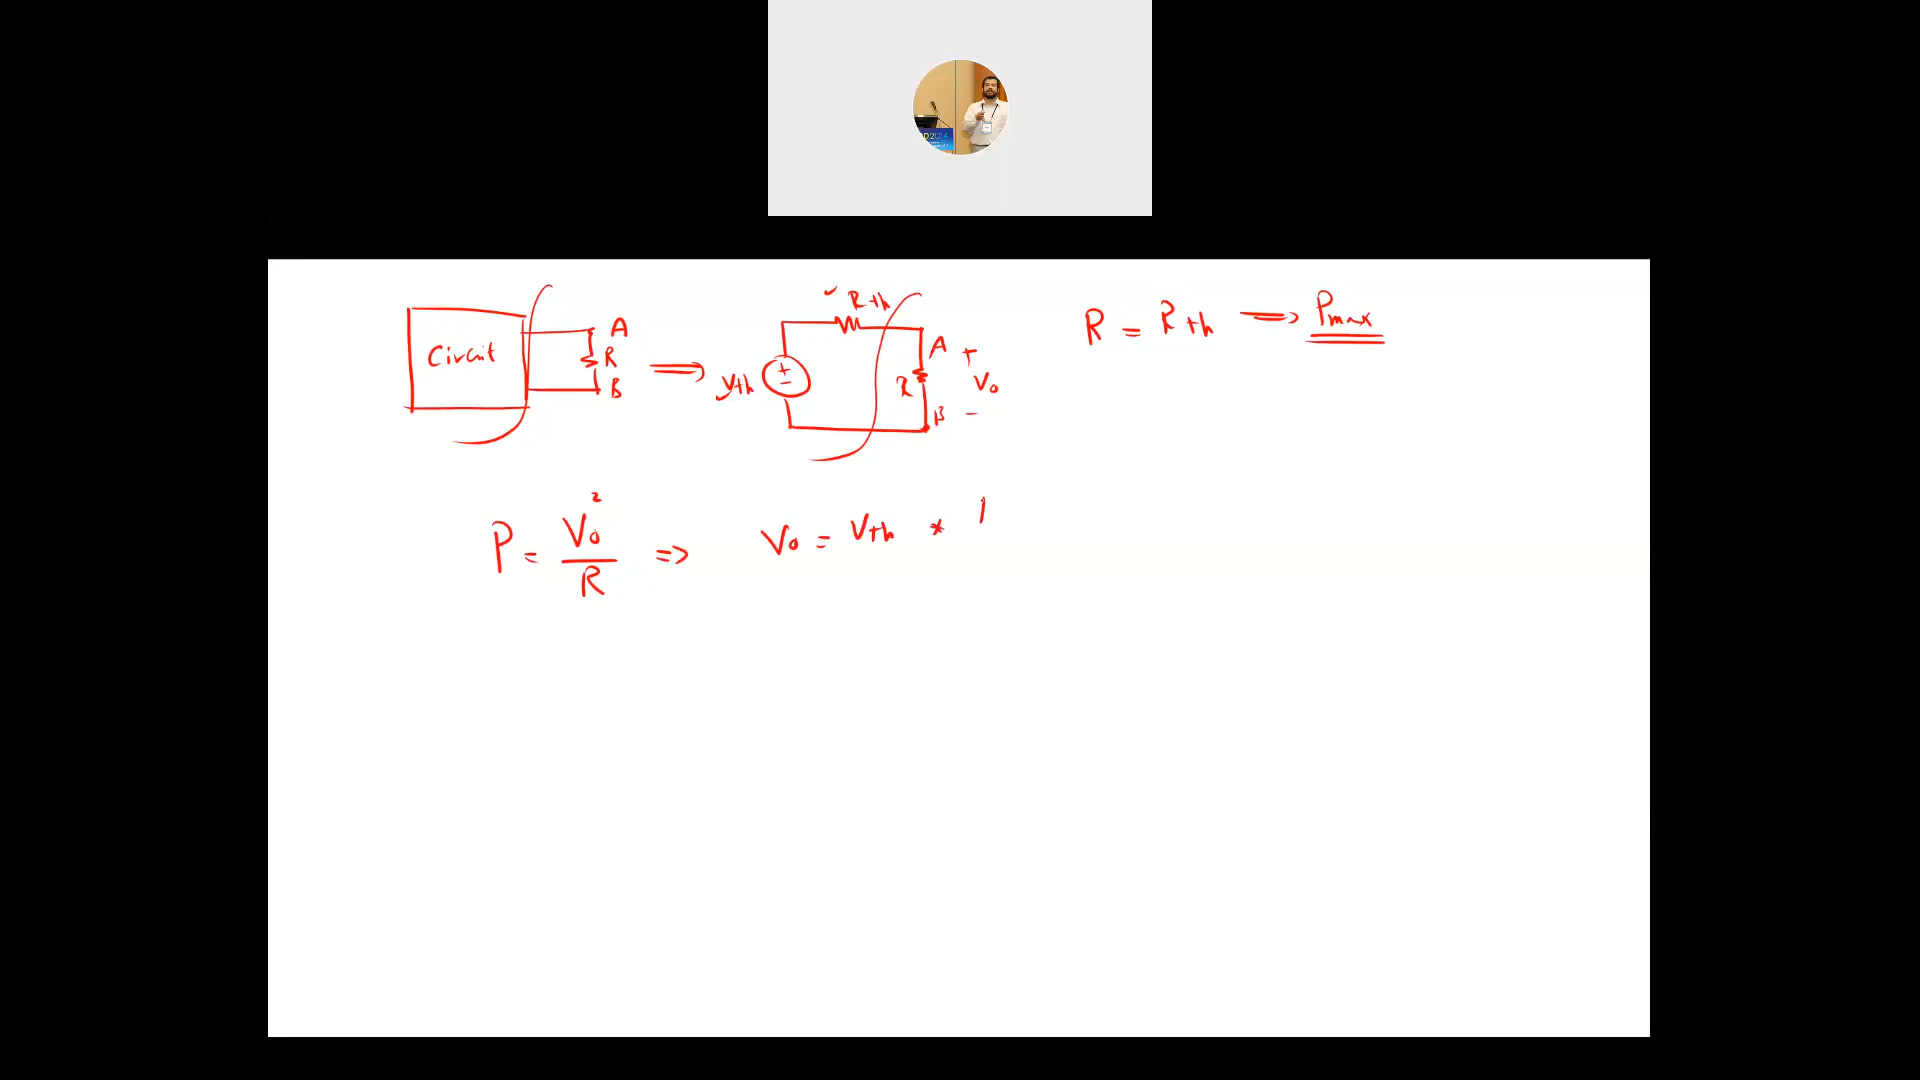 Circuit
A
R
B
⇒
Vth
+
−
Rth
A
R
B
+
Vo
−
R = Rth ⇒ Pmax
P = Vo² / R ⇒ Vo = Vth *